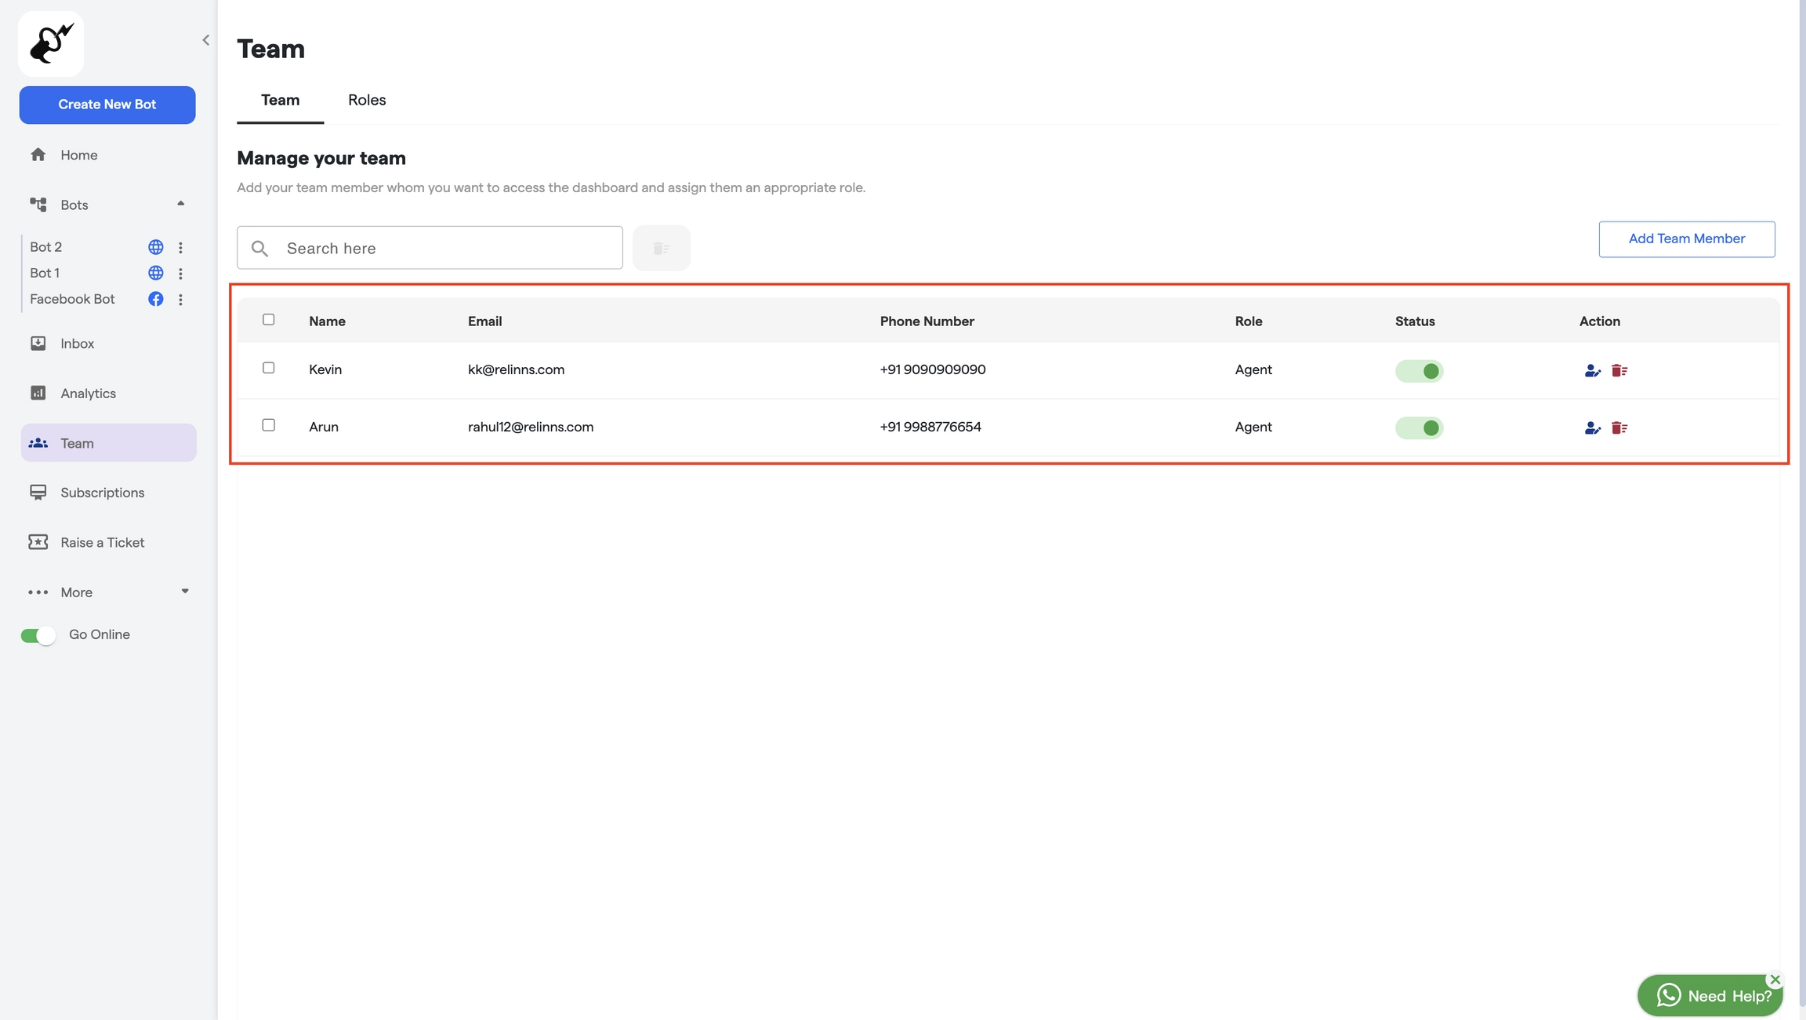 Team
Create New Bot
Team Roles
Home
Manage your team
Add your team member whom you want to access the dashboard and assign them an appropriate role.
Bots
Search here
Add Team Member
Bot 2
Bot 1
Facebook Bot
Name Email Phone Number Role Status Action
Kevin kk@relinns.com +91 9090909090 Agent
Arun rahul12@relinns.com +91 9988776654 Agent
Inbox
Analytics
Team
Subscriptions
Raise a Ticket
More
Go Online
Need Help?